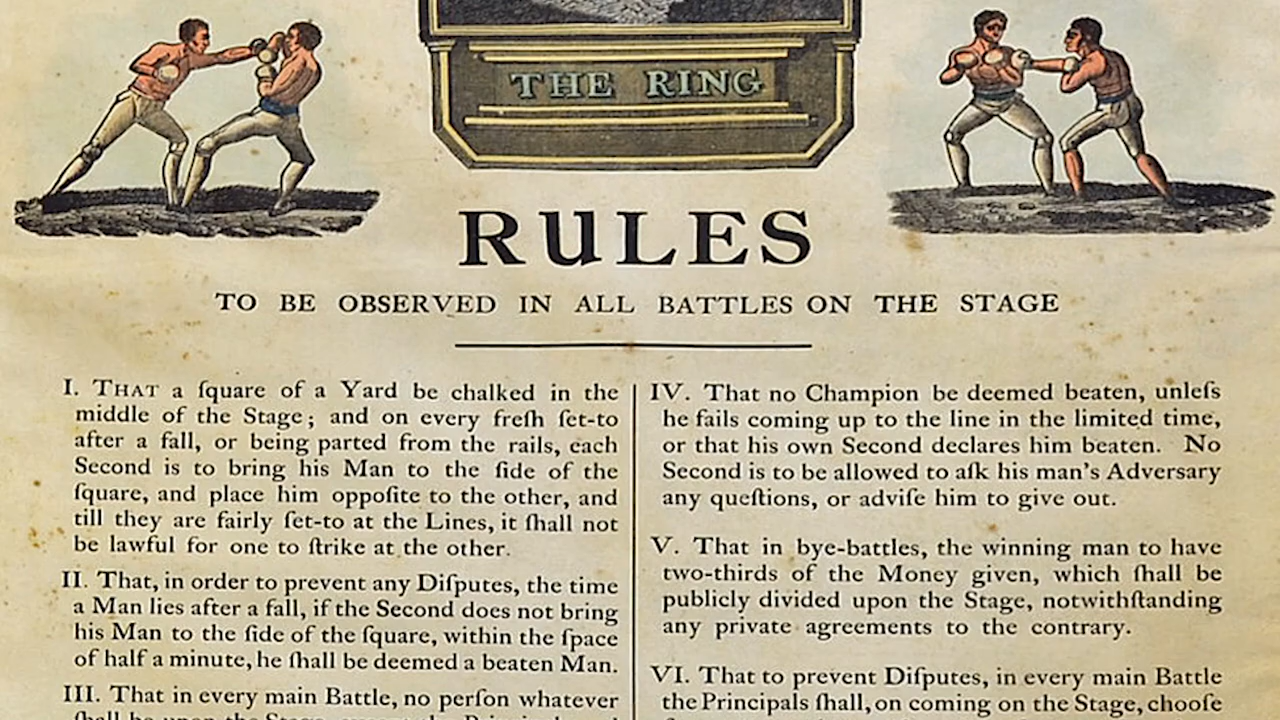 THE RING
RULES
TO BE OBSERVED IN ALL BATTLES ON THE STAGE
I. THAT a ſquare of a Yard be chalked in the
middle of the Stage; and on every freſh ſet-to
after a fall, or being parted from the rails, each
Second is to bring his Man to the ſide of the
ſquare, and place him oppoſite to the other, and
till they are fairly ſet-to at the Lines, it ſhall not
be lawful for one to ſtrike at the other.
II. That, in order to prevent any Diſputes, the time
a Man lies after a fall, if the Second does not bring
his Man to the ſide of the ſquare, within the ſpace
of half a minute, he ſhall be deemed a beaten Man.
III. That in every main Battle, no perſon whatever
IV. That no Champion be deemed beaten, unleſs
he fails coming up to the line in the limited time,
or that his own Second declares him beaten. No
Second is to be allowed to aſk his man's Adversary
any queſtions, or adviſe him to give out.
V. That in bye-battles, the winning man to have
two-thirds of the Money given, which ſhall be
publicly divided upon the Stage, notwithſtanding
any private agreements to the contrary.
VI. That to prevent Diſputes, in every main Battle
the Principals ſhall, on coming on the Stage, chooſe